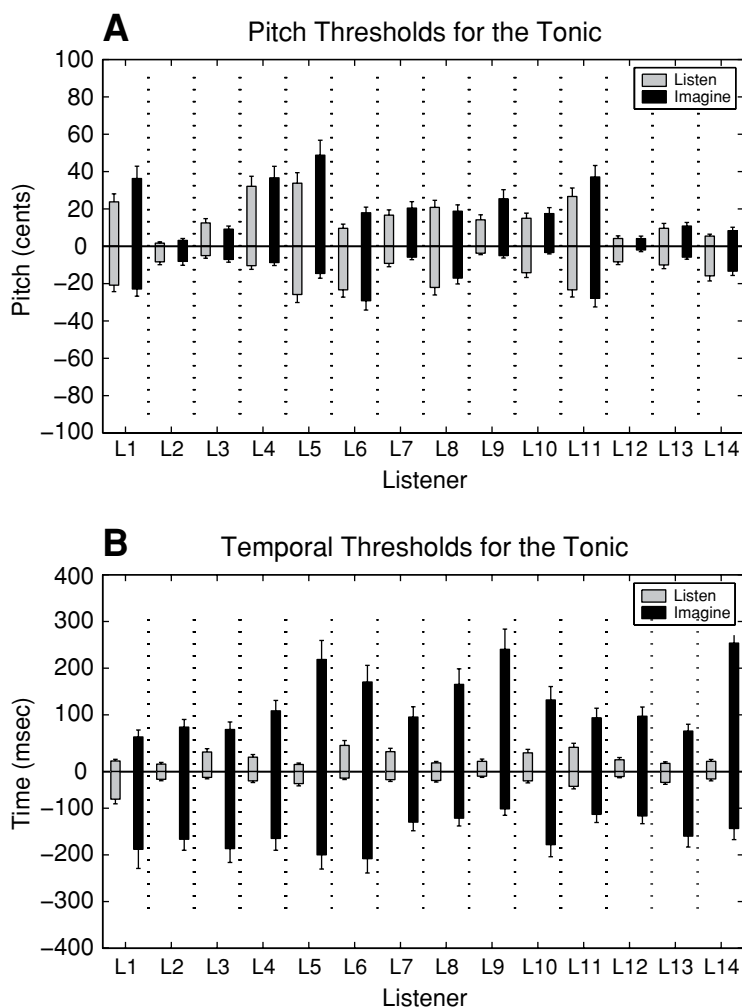 A Pitch Thresholds for the Tonic
100
80
60
40
20
0
−20
−40
−60
−80
−100
Pitch (cents)
Listen
Imagine
L1 L2 L3 L4 L5 L6 L7 L8 L9 L10 L11 L12 L13 L14
Listener
B Temporal Thresholds for the Tonic
400
300
200
100
0
−100
−200
−300
−400
Time (msec)
Listen
Imagine
L1 L2 L3 L4 L5 L6 L7 L8 L9 L10 L11 L12 L13 L14
Listener